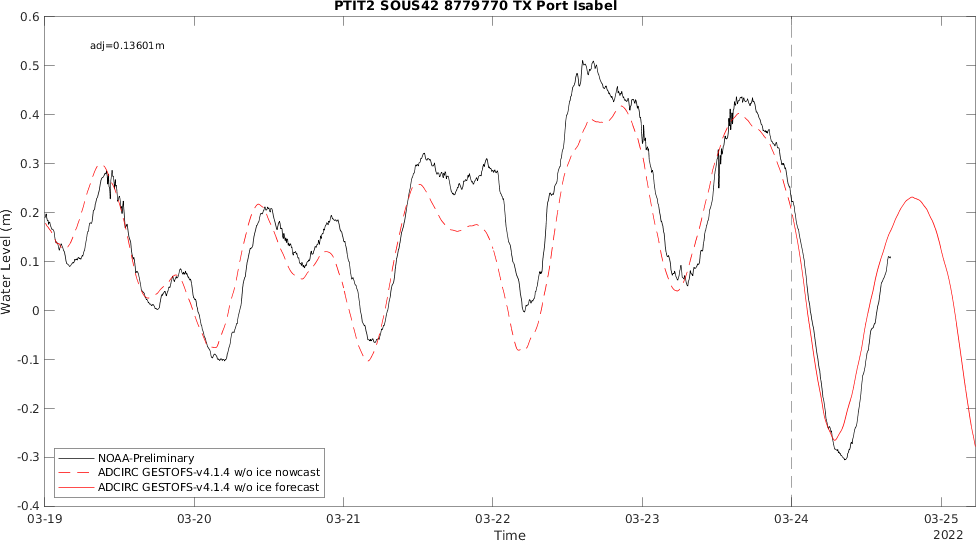 PTIT2 SOUS42 8779770 TX Port Isabel
adj=0.13601m
0.6
0.5
0.4
0.3
0.2
0.1
0
-0.1
-0.2
-0.3
-0.4
Water Level (m)
NOAA-Preliminary
ADCIRC GESTOFS-v4.1.4 w/o ice nowcast
ADCIRC GESTOFS-v4.1.4 w/o ice forecast
03-19 03-20 03-21 03-22 03-23 03-24 03-25
Time
2022